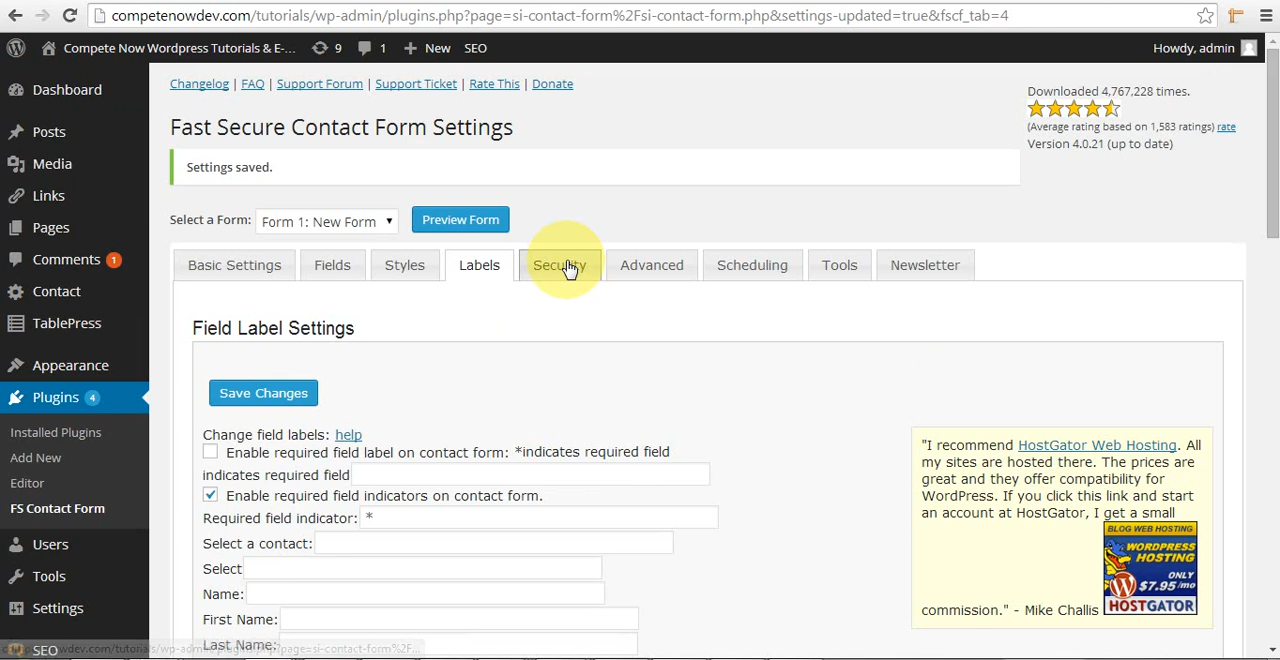 competenowdev.com/tutorials/wp-admin/plugins.php?page=si-contact-form%2Fsi-contact-form.php&settings-updated=true&fscf_tab=4
Compete Now Wordpress Tutorials & E-... 9 1 + New SEO Howdy, admin
Dashboard
Posts
Media
Links
Pages
Comments 1
Contact
TablePress
Appearance
Plugins 4
Installed Plugins
Add New
Editor
FS Contact Form
Users
Tools
Settings
SEO
Changelog | FAQ | Support Forum | Support Ticket | Rate This | Donate
Downloaded 4,767,228 times.
(Average rating based on 1,583 ratings) rate
Version 4.0.21 (up to date)
Fast Secure Contact Form Settings
Settings saved.
Select a Form: Form 1: New Form Preview Form
Basic Settings Fields Styles Labels Security Advanced Scheduling Tools Newsletter
Field Label Settings
Save Changes
Change field labels: help
Enable required field label on contact form: *indicates required field
indicates required field
Enable required field indicators on contact form.
Required field indicator: *
Select a contact:
Select
Name:
First Name:
Last Name:
"I recommend HostGator Web Hosting. All
my sites are hosted there. The prices are
great and they offer compatibility for
WordPress. If you click this link and start
an account at HostGator, I get a small
commission." - Mike Challis
BLOG WEB HOSTING
WORDPRESS
HOSTING
ONLY
$7.95/mo
HOSTGATOR